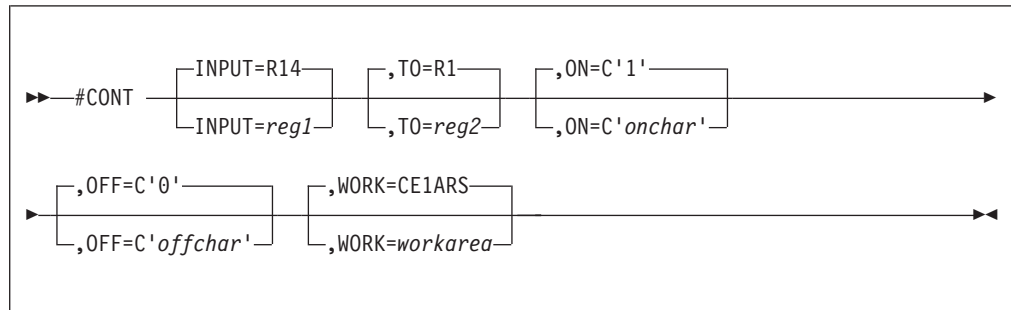 INPUT=R14 ,TO=R1 ,ON=C'1'
►►—#CONT
INPUT=reg1 ,TO=reg2 ,ON=C'onchar'
,OFF=C'0' ,WORK=CE1ARS
,OFF=C'offchar' ,WORK=workarea